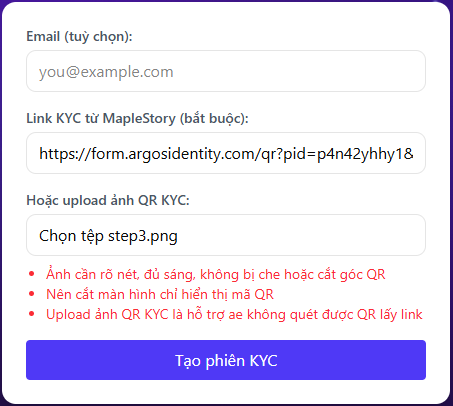 Email (tuỳ chọn):
you@example.com
Link KYC từ MapleStory (bắt buộc):
https://form.argosidentity.com/qr?pid=p4n42yhhy1&
Hoặc upload ảnh QR KYC:
Chọn tệp step3.png
Ảnh cần rõ nét, đủ sáng, không bị che hoặc cắt góc QR
Nên cắt màn hình chỉ hiển thị mã QR
Upload ảnh QR KYC là hỗ trợ ae không quét được QR lấy link
Tạo phiên KYC